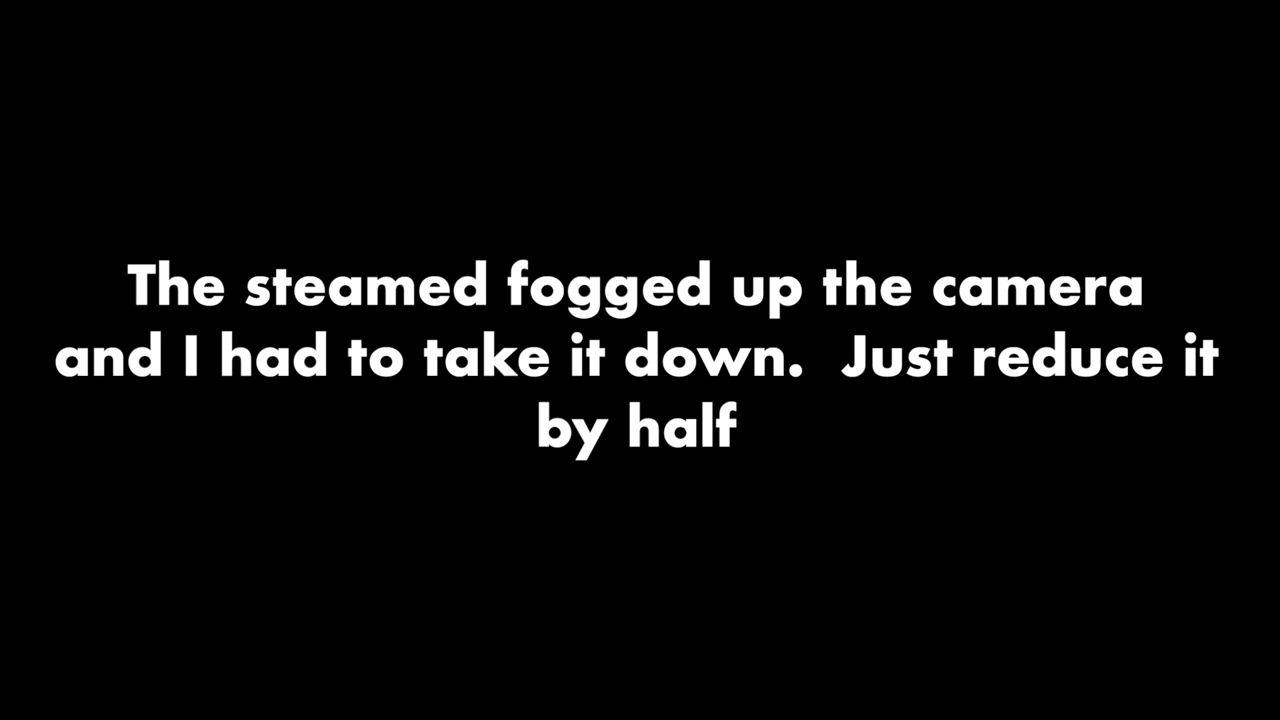 The steamed fogged up the camera
and I had to take it down.  Just reduce it
by half